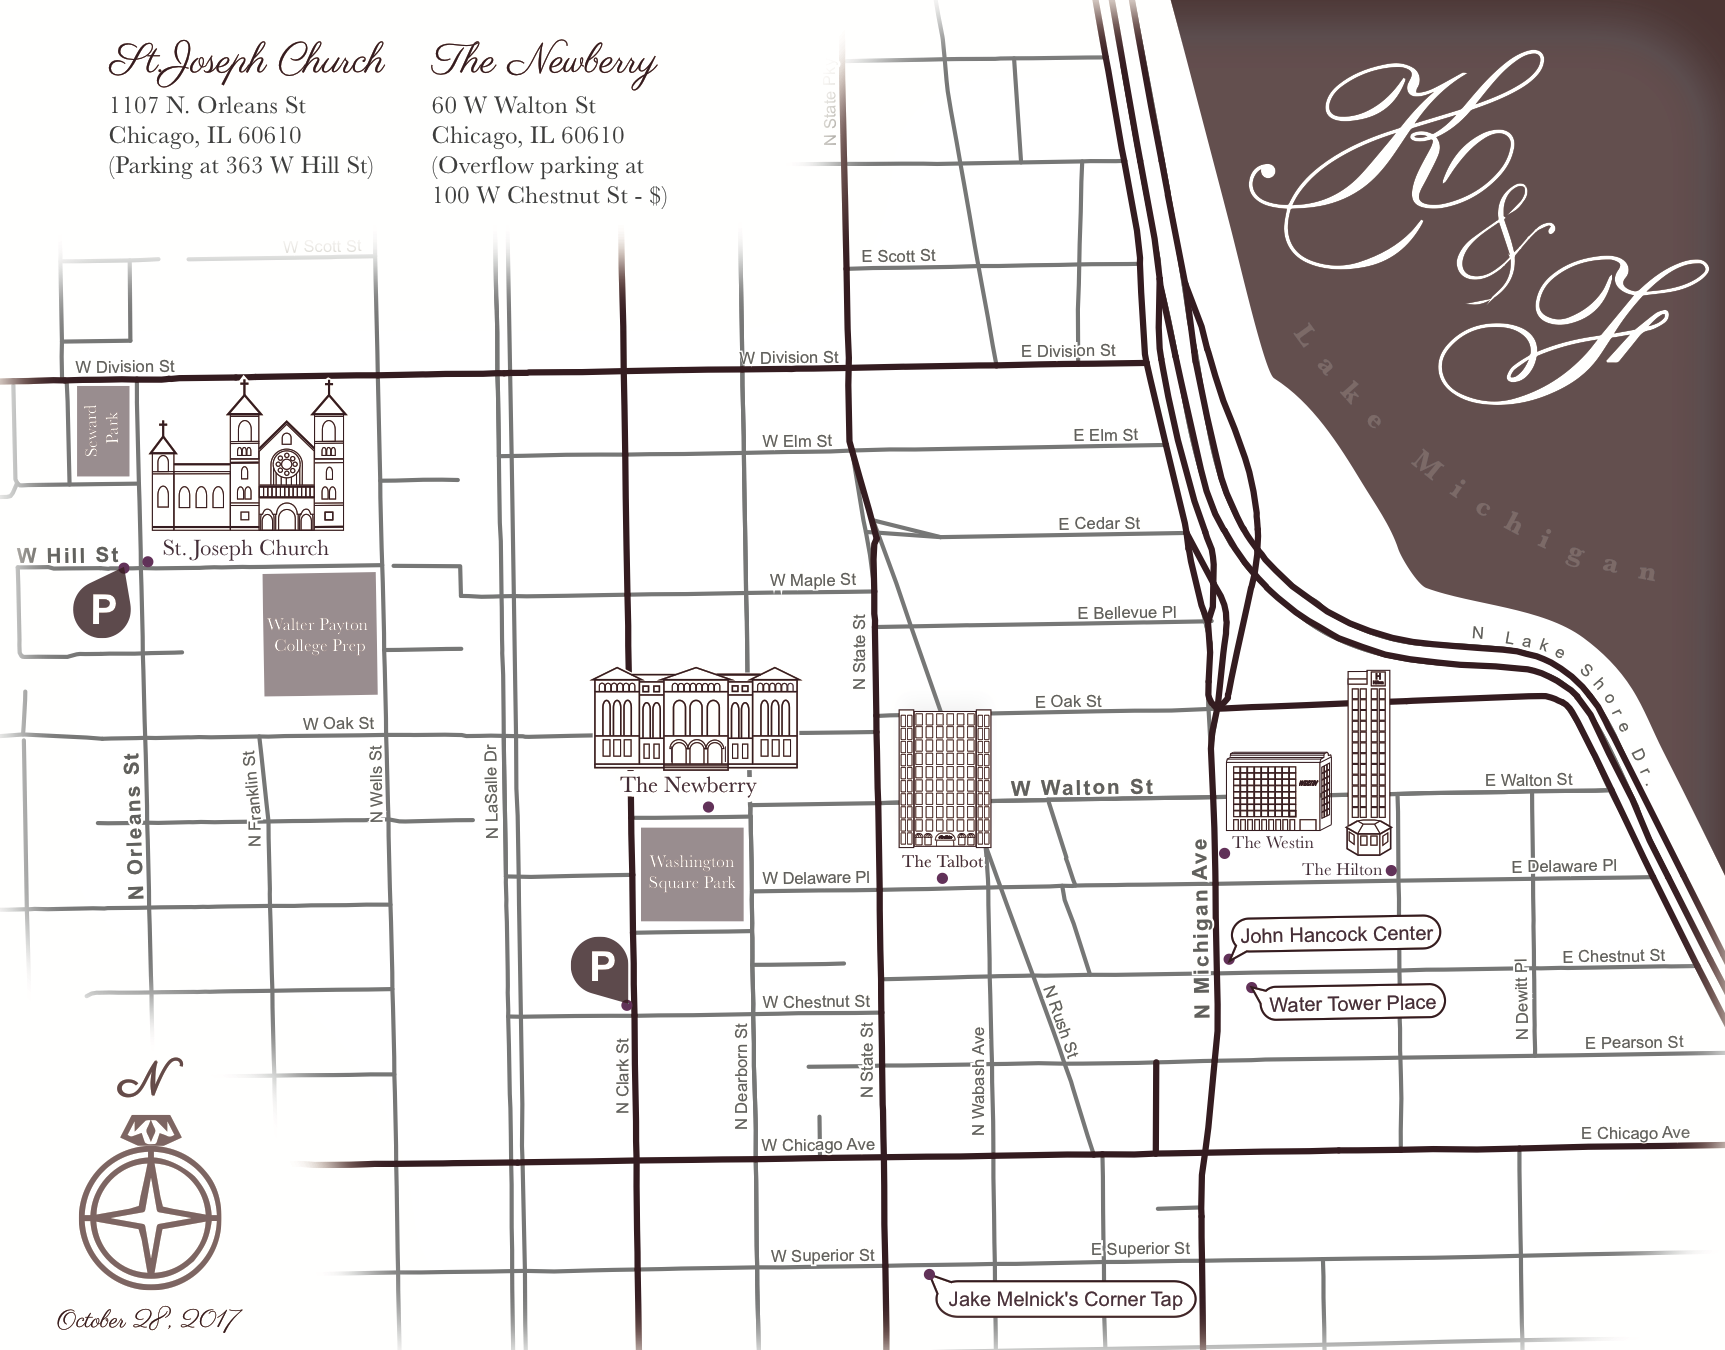 St. Joseph Church
1107 N. Orleans St
Chicago, IL 60610
(Parking at 363 W Hill St)
The Newberry
60 W Walton St
Chicago, IL 60610
(Overflow parking at
100 W Chestnut St - $)
K
&
F
N State Pkwy
W Scott St
E Scott St
Lake Michigan
W Division St
W Division St
E Division St
Seward
Park
W Elm St
E Elm St
E Cedar St
W Hill St
St. Joseph Church
P
Walter Payton
College Prep
W Maple St
E Bellevue Pl
N State St
N Lake Shore Dr.
H
Hilton
W Oak St
E Oak St
N Orleans St
N Franklin St
N Wells St
N LaSalle Dr
The Newberry
W Walton St
E Walton St
WESTIN
The Westin
The Hilton
The Talbot
Washington
Square Park
W Delaware Pl
E Delaware Pl
N Michigan Ave
John Hancock Center
Water Tower Place
P
E Chestnut St
W Chestnut St
N Dewitt Pl
N Rush St
N Clark St
N Dearborn St
N State St
N Wabash Ave
E Pearson St
N
W Chicago Ave
E Chicago Ave
W Superior St
E Superior St
Jake Melnick's Corner Tap
October 28, 2017